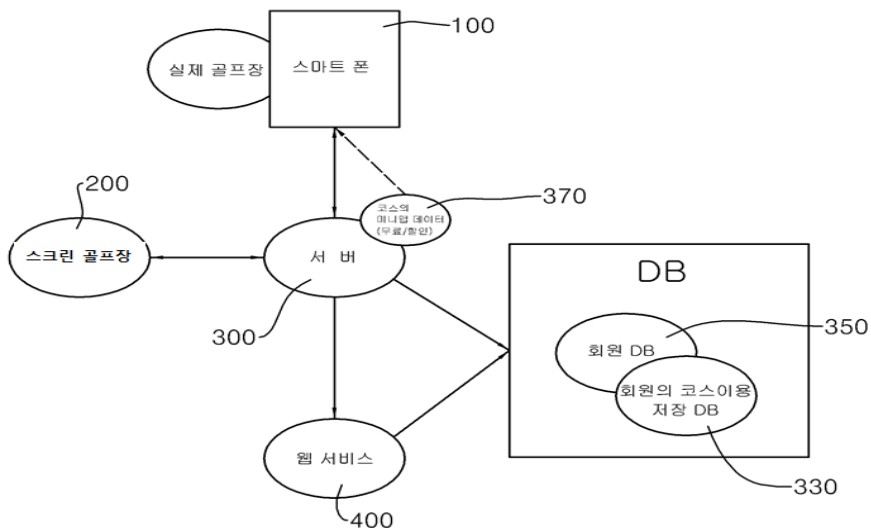 100
실제 골프장
스마트 폰
200
370
코스의
미니맵 데이터
(무료/할인)
스크린 골프장
서 버
300
DB
350
회원 DB
회원의 코스이용
저장 DB
웹 서비스
400
330